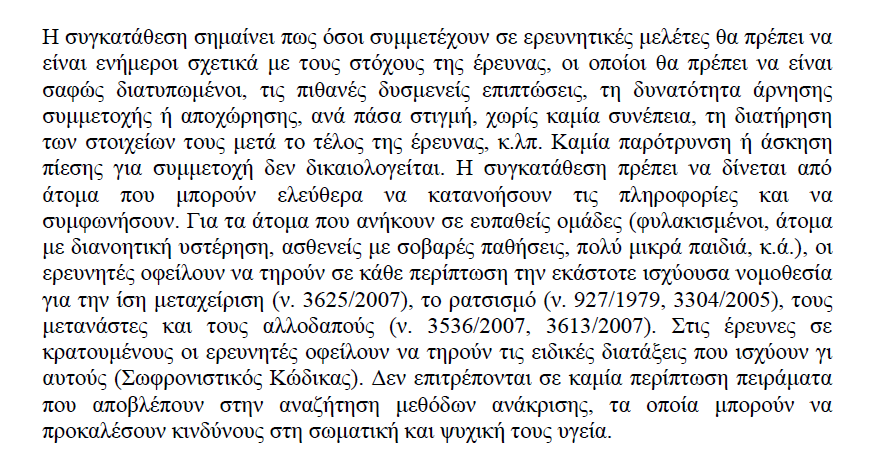 Η συγκατάθεση σημαίνει πως όσοι συμμετέχουν σε ερευνητικές μελέτες θα πρέπει να
είναι ενήμεροι σχετικά με τους στόχους της έρευνας, οι οποίοι θα πρέπει να είναι
σαφώς διατυπωμένοι, τις πιθανές δυσμενείς επιπτώσεις, τη δυνατότητα άρνησης
συμμετοχής ή αποχώρησης, ανά πάσα στιγμή, χωρίς καμία συνέπεια, τη διατήρηση
των στοιχείων τους μετά το τέλος της έρευνας, κ.λπ. Καμία παρότρυνση ή άσκηση
πίεσης για συμμετοχή δεν δικαιολογείται. Η συγκατάθεση πρέπει να δίνεται από
άτομα που μπορούν ελεύθερα να κατανοήσουν τις πληροφορίες και να
συμφωνήσουν. Για τα άτομα που ανήκουν σε ευπαθείς ομάδες (φυλακισμένοι, άτομα
με διανοητική υστέρηση, ασθενείς με σοβαρές παθήσεις, πολύ μικρά παιδιά, κ.ά.), οι
ερευνητές οφείλουν να τηρούν σε κάθε περίπτωση την εκάστοτε ισχύουσα νομοθεσία
για την ίση μεταχείριση (ν. 3625/2007), το ρατσισμό (ν. 927/1979, 3304/2005), τους
μετανάστες και τους αλλοδαπούς (ν. 3536/2007, 3613/2007). Στις έρευνες σε
κρατουμένους οι ερευνητές οφείλουν να τηρούν τις ειδικές διατάξεις που ισχύουν γι
αυτούς (Σωφρονιστικός Κώδικας). Δεν επιτρέπονται σε καμία περίπτωση πειράματα
που αποβλέπουν στην αναζήτηση μεθόδων ανάκρισης, τα οποία μπορούν να
προκαλέσουν κινδύνους στη σωματική και ψυχική τους υγεία.